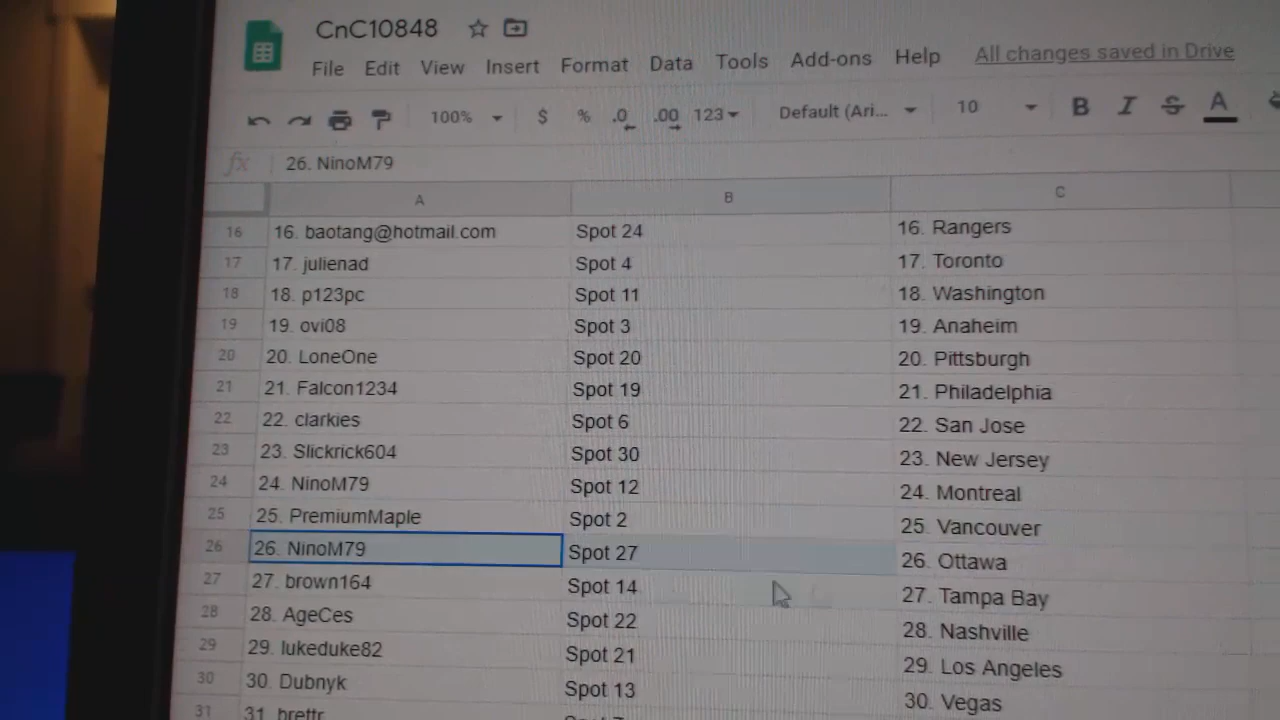 CnC10848
File Edit View Insert Format Data Tools Add-ons Help All changes saved in Drive
100% $ % .0 .00 123 Default (Ari... 10 B I S A
fx 26. NinoM79
A B C
16 16. baotang@hotmail.com Spot 24 16. Rangers
17 17. julienad Spot 4 17. Toronto
18 18. p123pc Spot 11 18. Washington
19 19. ovi08 Spot 3 19. Anaheim
20 20. LoneOne Spot 20 20. Pittsburgh
21 21. Falcon1234 Spot 19 21. Philadelphia
22 22. clarkies Spot 6 22. San Jose
23 23. Slickrick604 Spot 30 23. New Jersey
24 24. NinoM79 Spot 12 24. Montreal
25 25. PremiumMaple Spot 2 25. Vancouver
26 26. NinoM79 Spot 27 26. Ottawa
27 27. brown164 Spot 14 27. Tampa Bay
28 28. AgeCes Spot 22 28. Nashville
29 29. lukeduke82 Spot 21 29. Los Angeles
30 30. Dubnyk Spot 13 30. Vegas
31 31. brettr